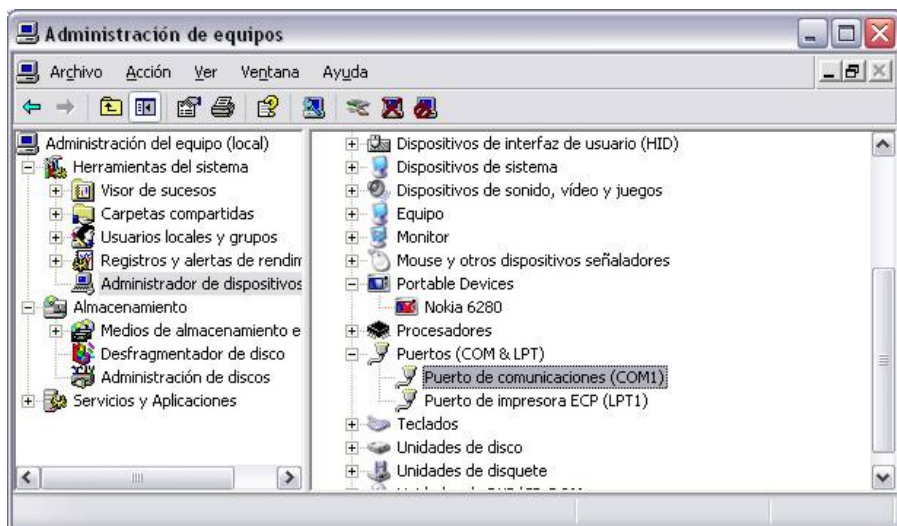 Administración de equipos
Archivo Acción Ver Ventana Ayuda
Administración del equipo (local)
Herramientas del sistema
Visor de sucesos
Carpetas compartidas
Usuarios locales y grupos
Registros y alertas de rendim
Administrador de dispositivos
Almacenamiento
Medios de almacenamiento e
Desfragmentador de disco
Administración de discos
Servicios y Aplicaciones
Dispositivos de interfaz de usuario (HID)
Dispositivos de sistema
Dispositivos de sonido, vídeo y juegos
Equipo
Monitor
Mouse y otros dispositivos señaladores
Portable Devices
Nokia 6280
Procesadores
Puertos (COM & LPT)
Puerto de comunicaciones (COM1)
Puerto de impresora ECP (LPT1)
Teclados
Unidades de disco
Unidades de disquete